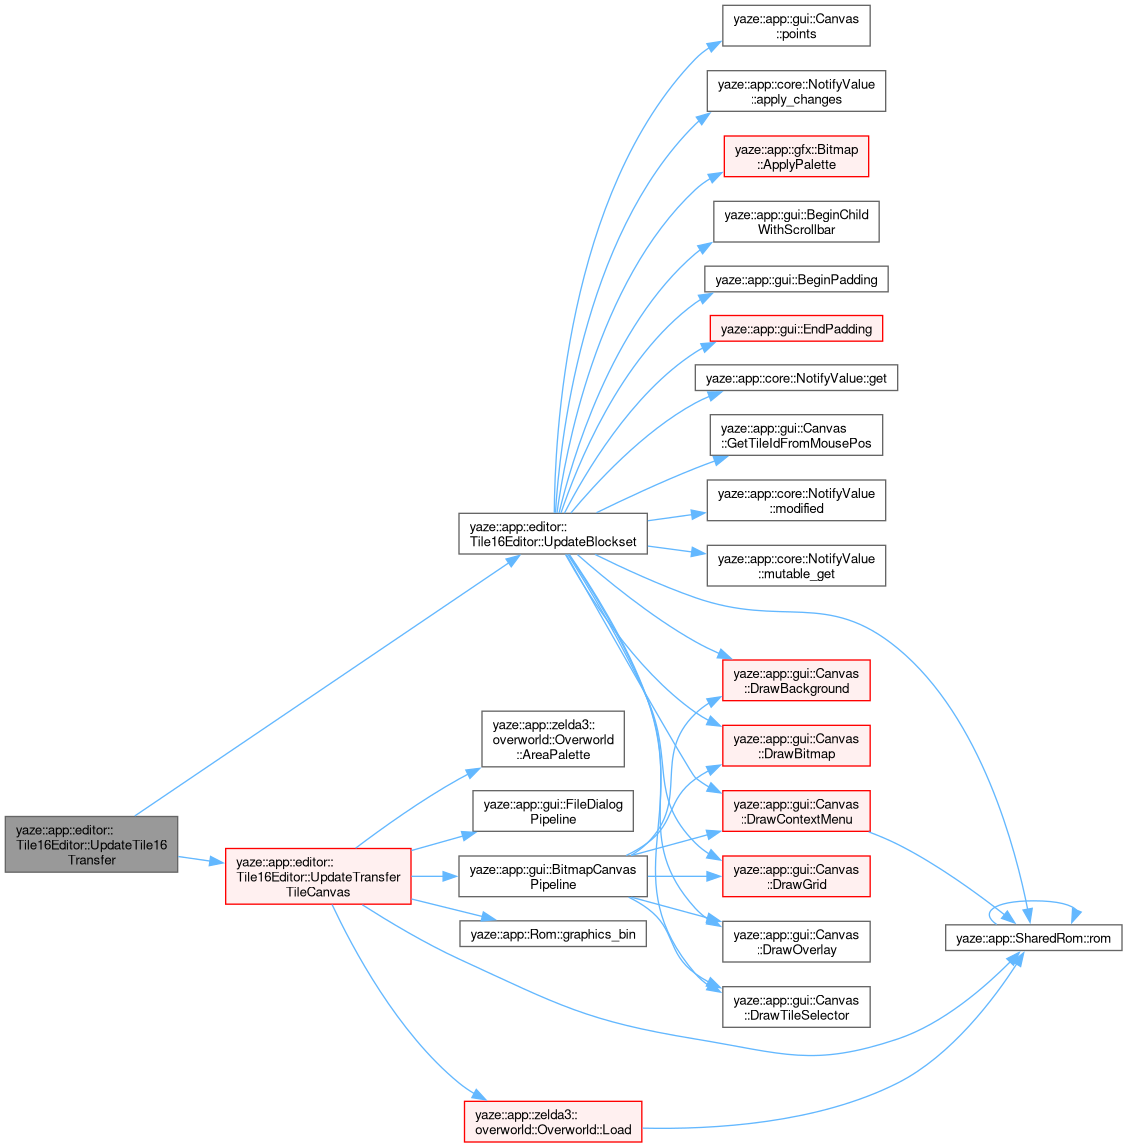 yaze::app::gui::Canvas
::points
yaze::app::core::NotifyValue
::apply_changes
yaze::app::gfx::Bitmap
::ApplyPalette
yaze::app::gui::BeginChild
WithScrollbar
yaze::app::gui::BeginPadding
yaze::app::gui::EndPadding
yaze::app::core::NotifyValue::get
yaze::app::gui::Canvas
::GetTileIdFromMousePos
yaze::app::core::NotifyValue
::modified
yaze::app::editor::
Tile16Editor::UpdateBlockset
yaze::app::core::NotifyValue
::mutable_get
yaze::app::gui::Canvas
::DrawBackground
yaze::app::zelda3::
overworld::Overworld
::AreaPalette
yaze::app::gui::Canvas
::DrawBitmap
yaze::app::gui::FileDialog
Pipeline
yaze::app::gui::Canvas
::DrawContextMenu
yaze::app::editor::
Tile16Editor::UpdateTile16
Transfer
yaze::app::editor::
Tile16Editor::UpdateTransfer
TileCanvas
yaze::app::gui::BitmapCanvas
Pipeline
yaze::app::gui::Canvas
::DrawGrid
yaze::app::Rom::graphics_bin
yaze::app::gui::Canvas
::DrawOverlay
yaze::app::SharedRom::rom
yaze::app::gui::Canvas
::DrawTileSelector
yaze::app::zelda3::
overworld::Overworld::Load